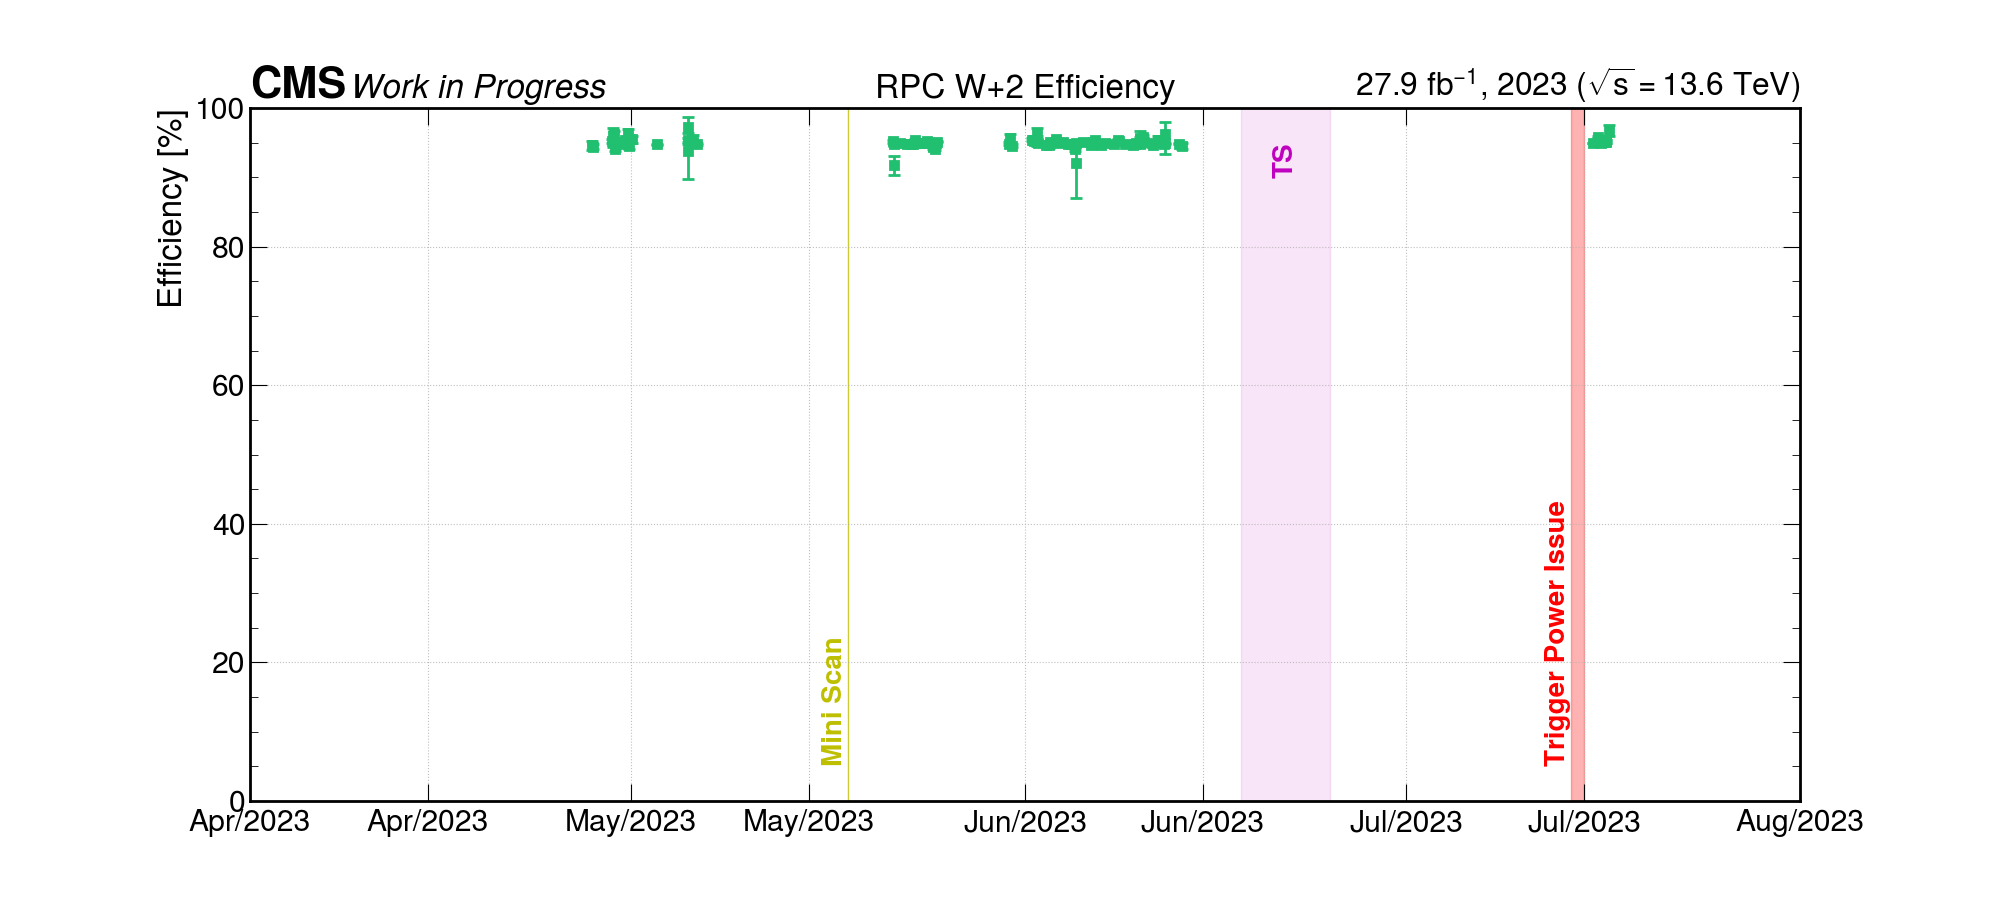 CMS Work in Progress
RPC W+2 Efficiency
27.9 fb⁻¹, 2023 (√s = 13.6 TeV)
Efficiency [%]
100
80
60
40
20
0
TS
Mini Scan
Trigger Power Issue
Apr/2023 Apr/2023 May/2023 May/2023 Jun/2023 Jun/2023 Jul/2023 Jul/2023 Aug/2023